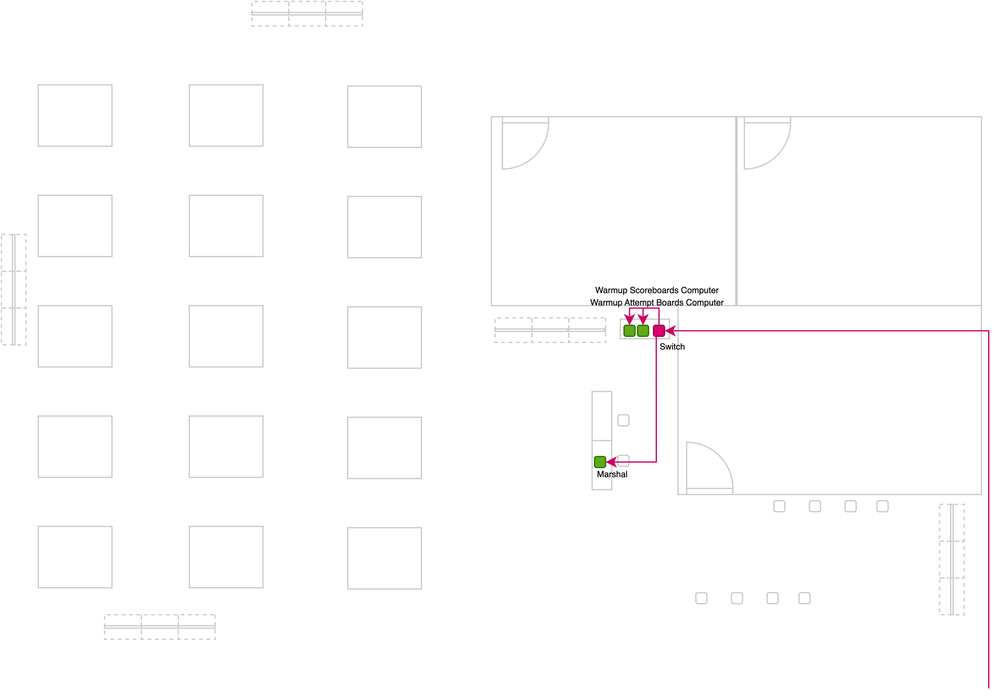 Warmup Scoreboards Computer
Warmup Attempt Boards Computer
Switch
Marshal